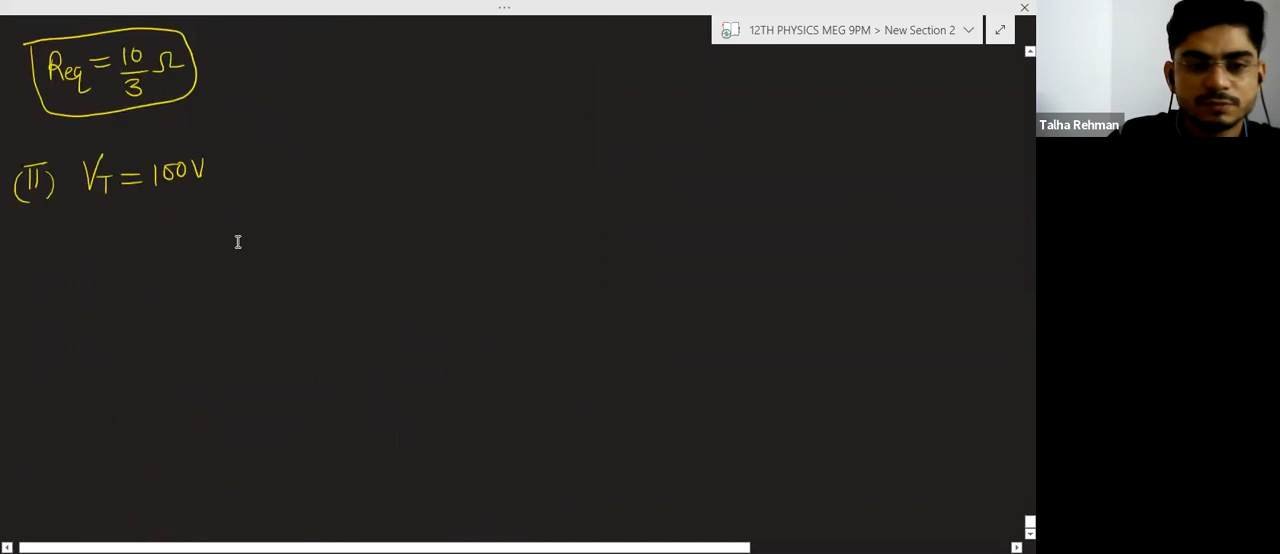 12TH PHYSICS MEG 9PM > New Section 2
Req = 10/3 Ω
Talha Rehman
(II) VT = 100V